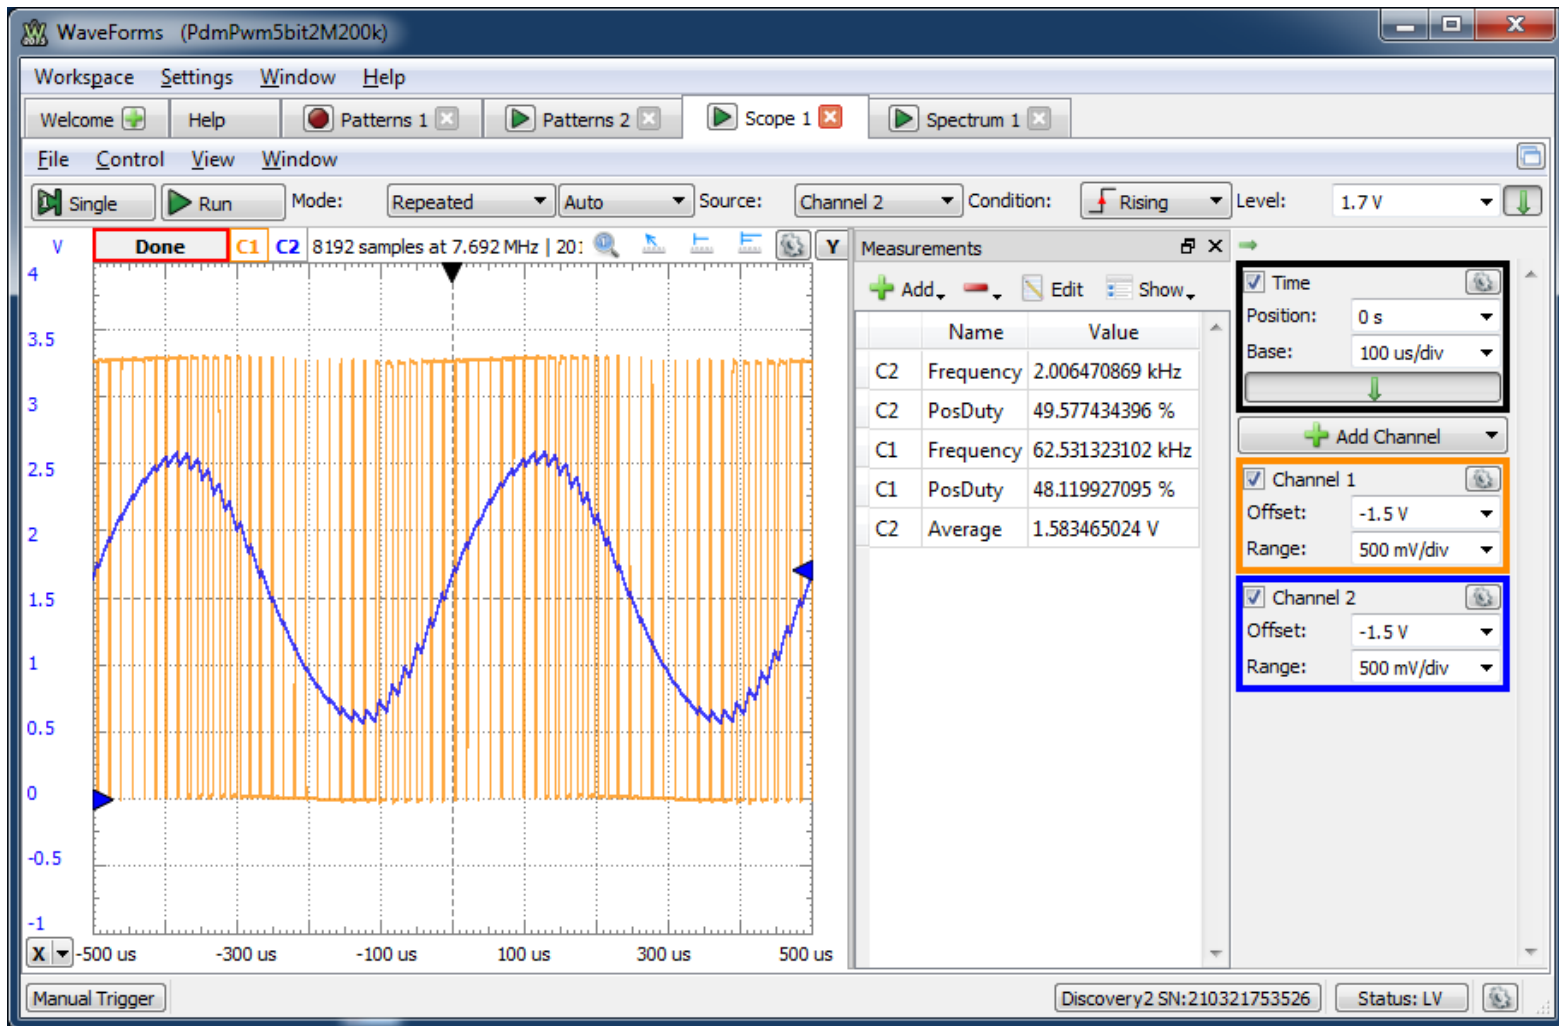 WaveForms (PdmPwm5bit2M200k)
Workspace Settings Window Help
Welcome Help Patterns 1 Patterns 2 Scope 1 Spectrum 1
File Control View Window
Single Run Mode: Repeated Auto Source: Channel 2 Condition: Rising Level: 1.7 V
V Done C1 C2 8192 samples at 7.692 MHz | 201 Y
4
3.5
3
2.5
2
1.5
1
0.5
0
-0.5
-1
X -500 us -300 us -100 us 100 us 300 us 500 us
Measurements
Add Edit Show
Name Value
C2 Frequency 2.006470869 kHz
C2 PosDuty 49.577434396 %
C1 Frequency 62.531323102 kHz
C1 PosDuty 48.119927095 %
C2 Average 1.583465024 V
Time
Position: 0 s
Base: 100 us/div
Add Channel
Channel 1
Offset: -1.5 V
Range: 500 mV/div
Channel 2
Offset: -1.5 V
Range: 500 mV/div
Manual Trigger Discovery2 SN:210321753526 Status: LV